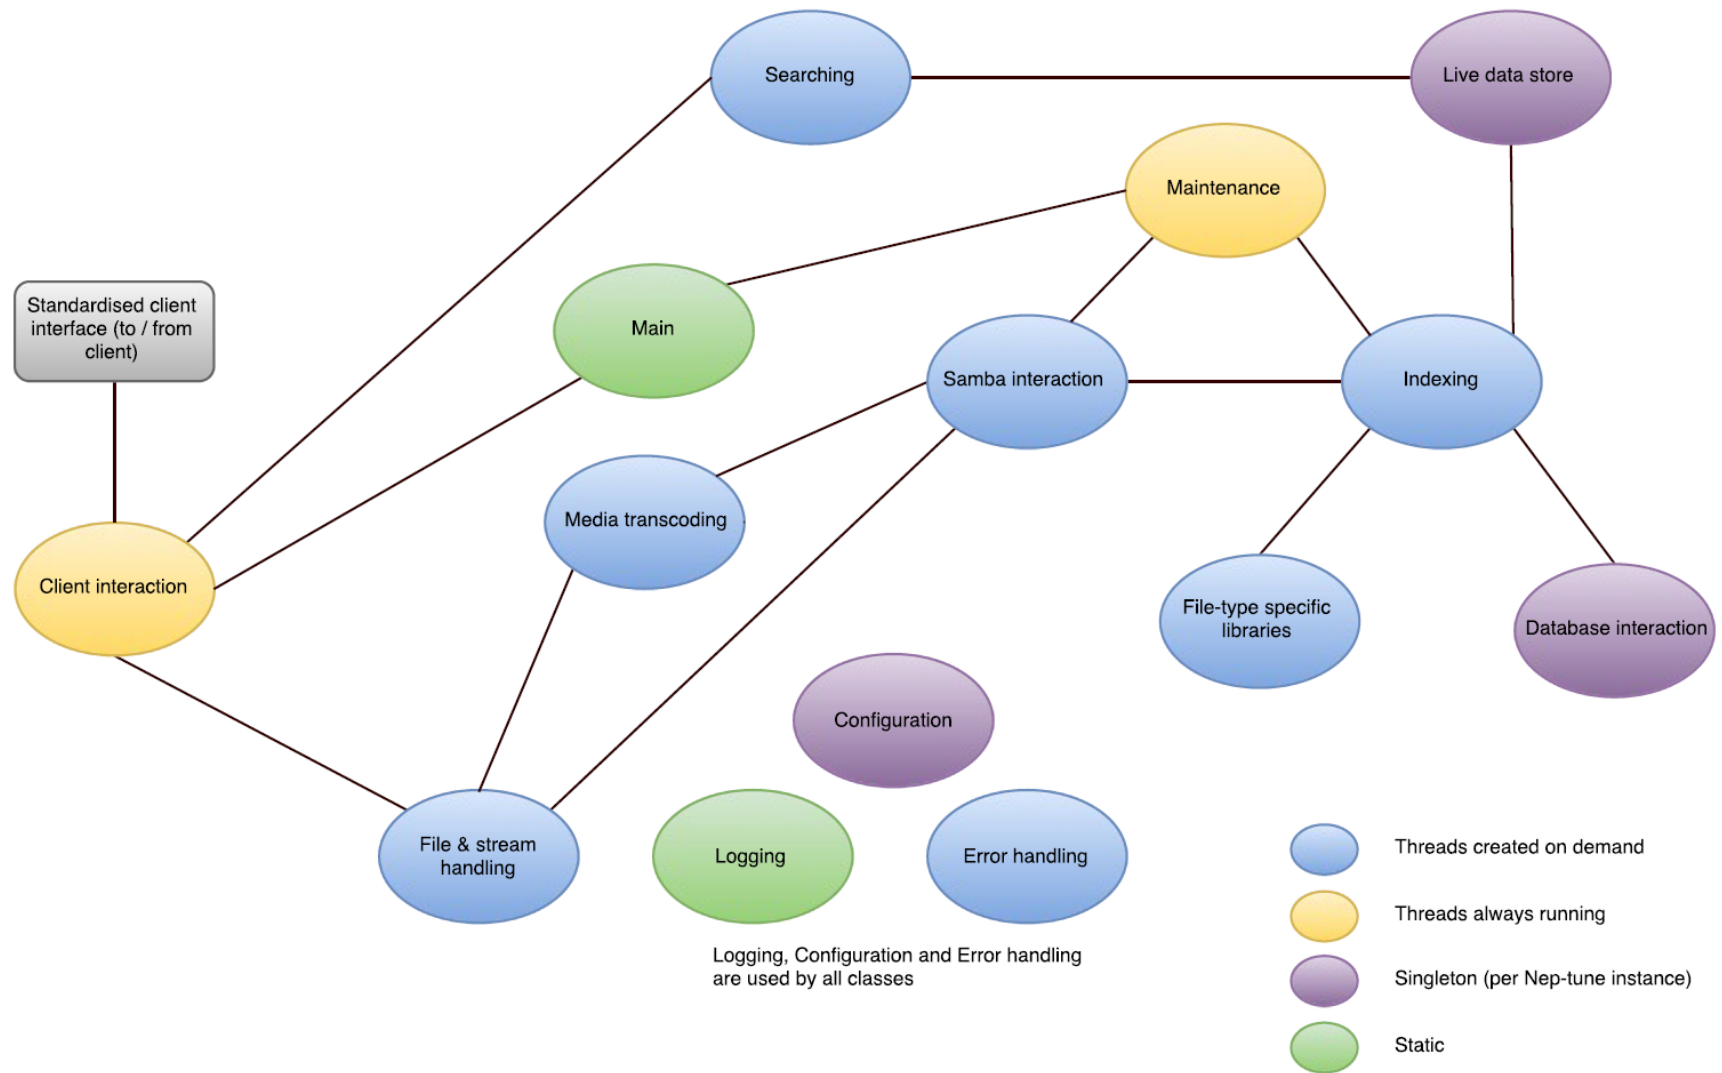 Searching
Live data store
Maintenance
Standardised client
interface (to / from
client)
Main
Samba interaction
Indexing
Media transcoding
Client interaction
File-type specific
libraries
Database interaction
Configuration
File & stream
handling
Logging
Error handling
Logging, Configuration and Error handling
are used by all classes
Threads created on demand
Threads always running
Singleton (per Nep-tune instance)
Static